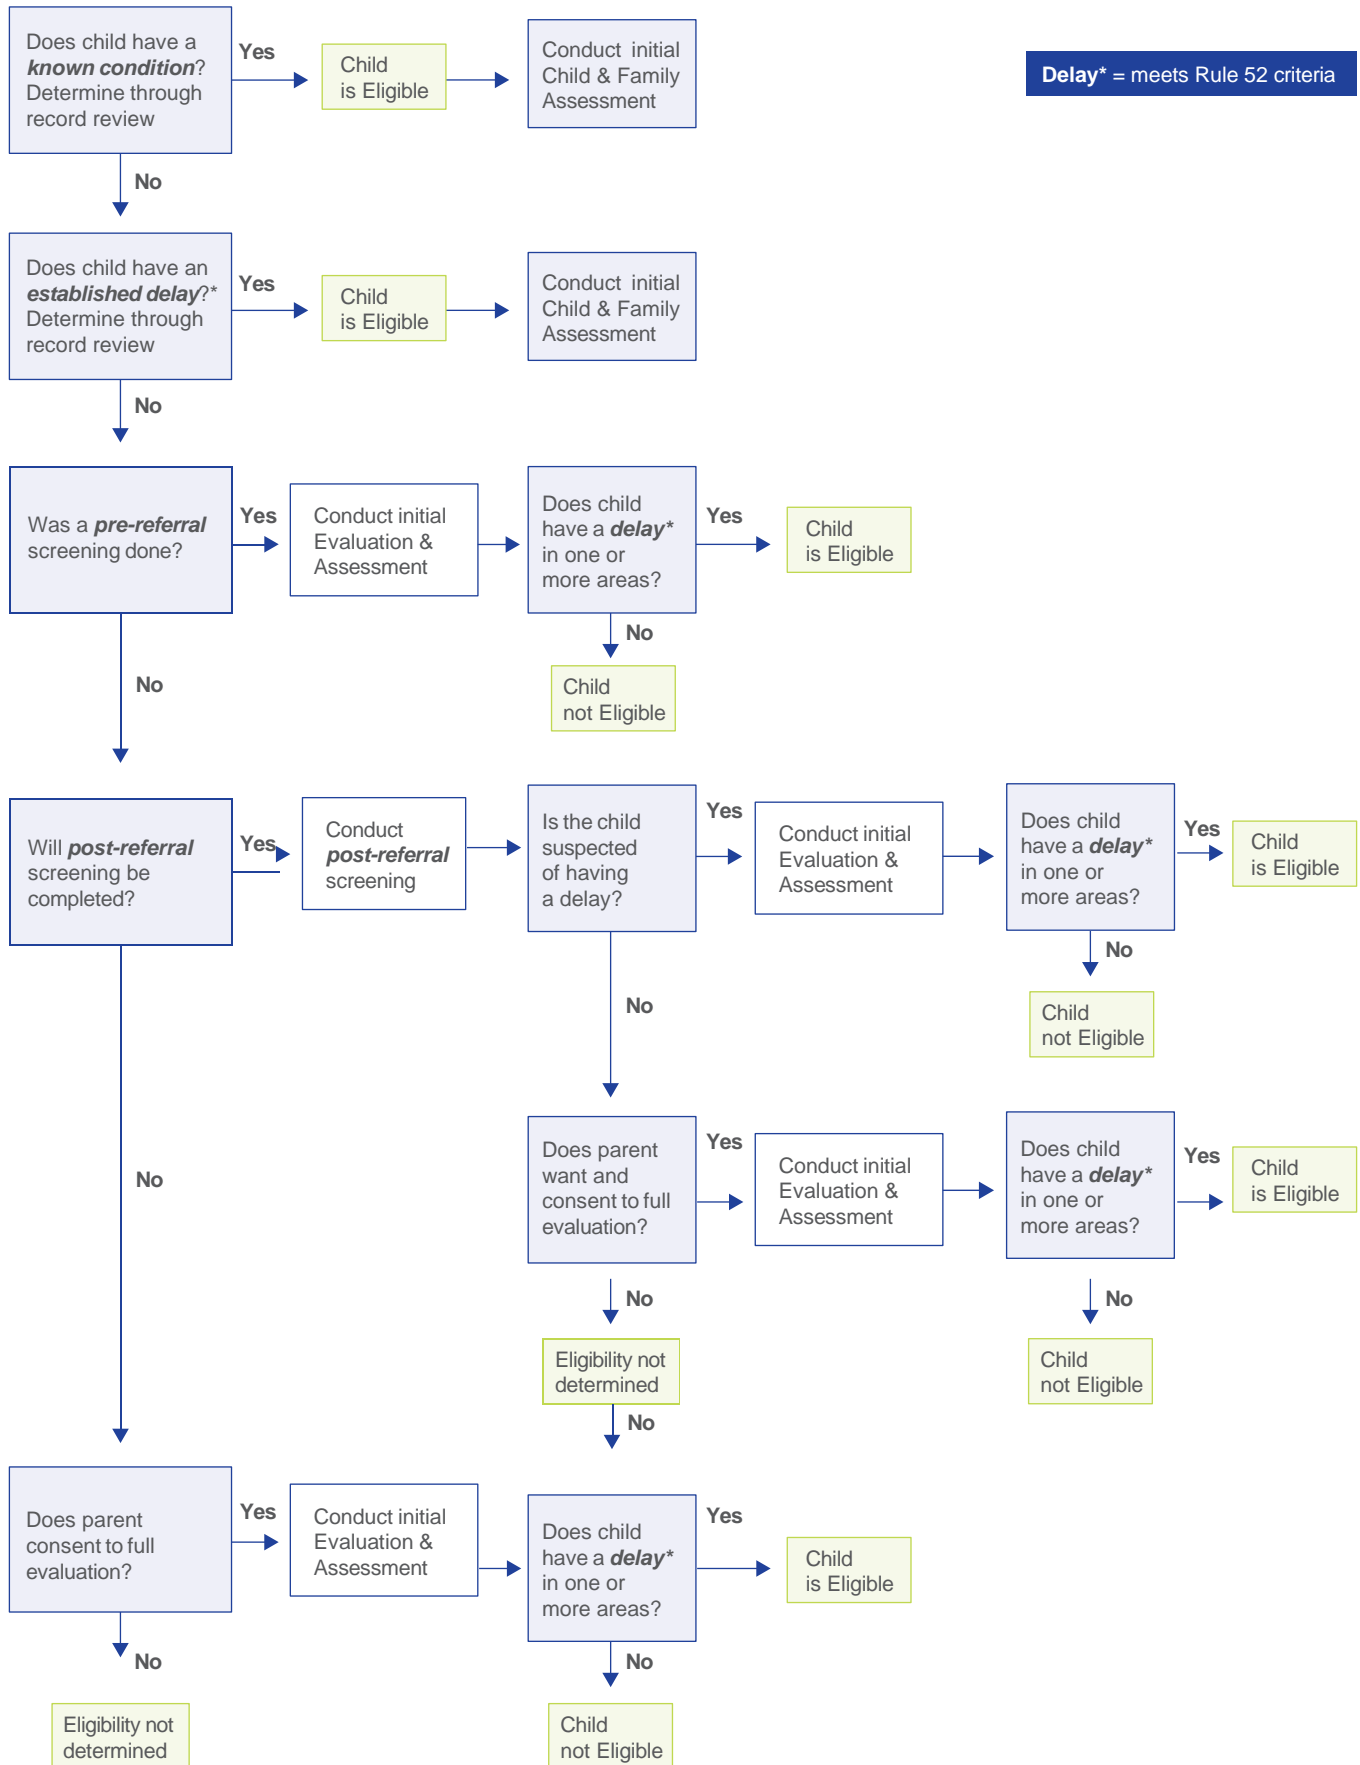 Does child have a
known condition?
Determine through
record review
Yes
Child
is Eligible
Conduct initial
Child & Family
Assessment
Delay* = meets Rule 52 criteria
No
Does child have an
established delay?*
Determine through
record review
Yes
Child
is Eligible
Conduct initial
Child & Family
Assessment
No
Was a pre-referral
screening done?
Yes
Conduct initial
Evaluation &
Assessment
Does child
have a delay*
in one or
more areas?
Yes
Child
is Eligible
No
Child
not Eligible
No
Will post-referral
screening be
completed?
Yes
Conduct
post-referral
screening
Is the child
suspected
of having
a delay?
Yes
Conduct initial
Evaluation &
Assessment
Does child
have a delay*
in one or
more areas?
Yes
Child
is Eligible
No
Child
not Eligible
No
Does parent
want and
consent to full
evaluation?
Yes
Conduct initial
Evaluation &
Assessment
Does child
have a delay*
in one or
more areas?
Yes
Child
is Eligible
No
Child
not Eligible
No
Eligibility not
determined
No
No
Does parent
consent to full
evaluation?
Yes
Conduct initial
Evaluation &
Assessment
Does child
have a delay*
in one or
more areas?
Yes
Child
is Eligible
No
Child
not Eligible
No
Eligibility not
determined